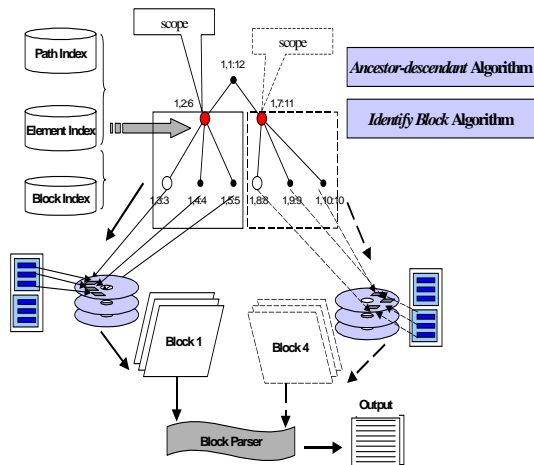 scope
scope
Path Index
Element Index
Block Index
1,1:12
1,2:6
1,7:11
1,3:3
1,4:4
1,5:5
1,8:8
1,9:9
1,10:10
Ancestor-descendant Algorithm
Identify Block Algorithm
Block 1
Block 4
Block Parser
Output